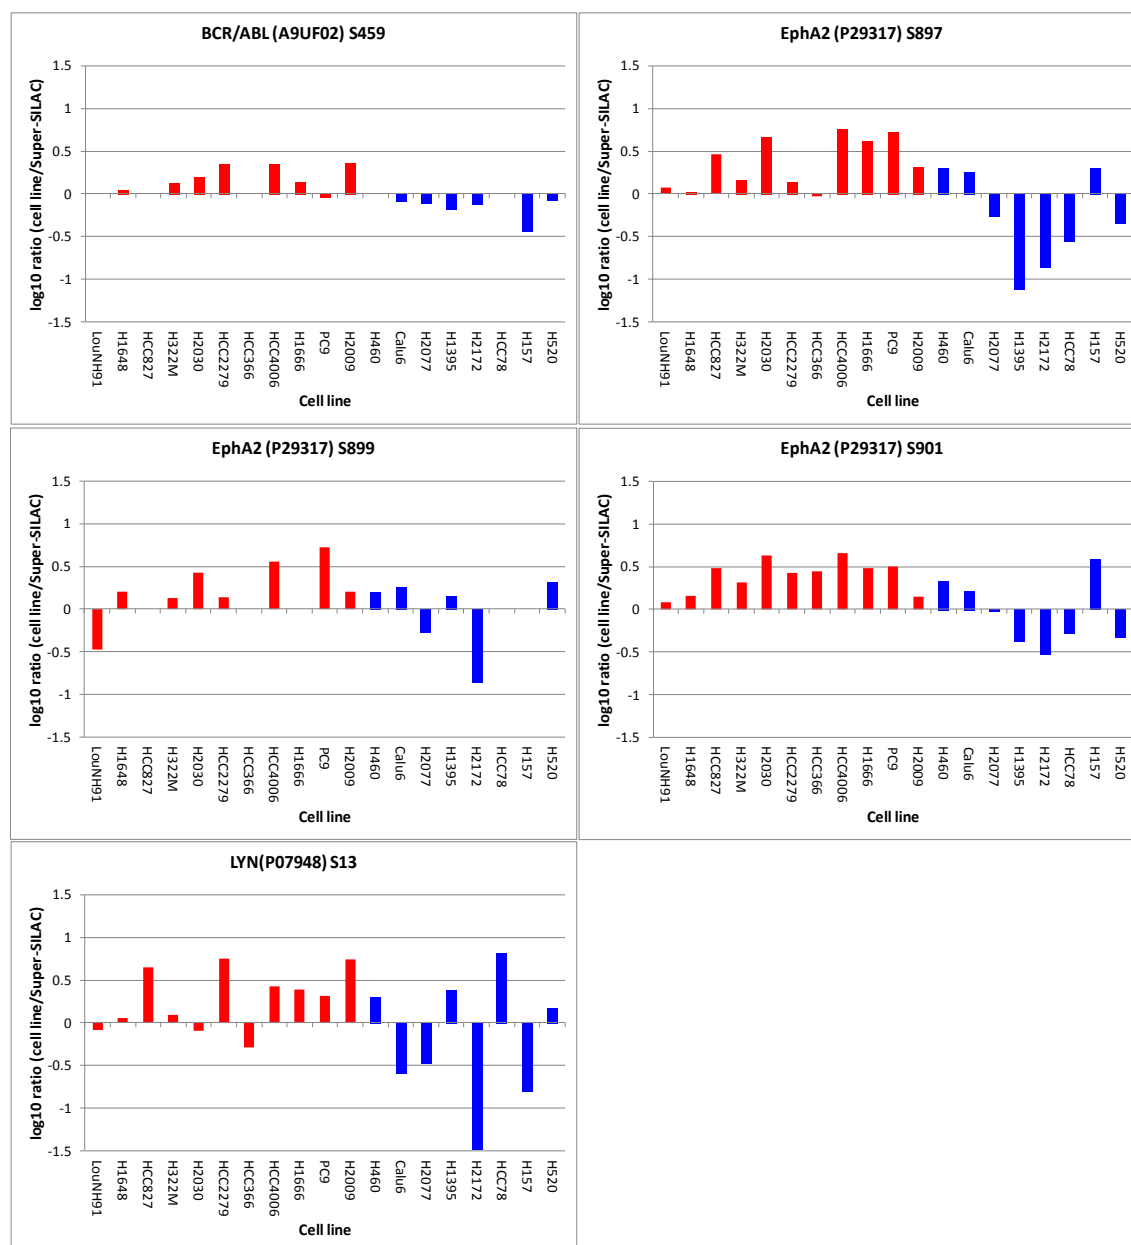 BCR/ABL (A9UF02) S459
log10 ratio (cell line/Super-SILAC)
1.5
1
0.5
0
-0.5
-1
-1.5
LouNH91
H1648
HCC827
H322M
H2030
HCC2279
HCC366
HCC4006
H1666
PC9
H2009
H460
Calu6
H2077
H1395
H2172
HCC78
H157
H520
Cell line
EphA2 (P29317) S897
log10 ratio (cell line/Super-SILAC)
1.5
1
0.5
0
-0.5
-1
-1.5
LouNH91
H1648
HCC827
H322M
H2030
HCC2279
HCC366
HCC4006
H1666
PC9
H2009
H460
Calu6
H2077
H1395
H2172
HCC78
H157
H520
Cell line
EphA2 (P29317) S899
log10 ratio (cell line/Super-SILAC)
1.5
1
0.5
0
-0.5
-1
-1.5
LouNH91
H1648
HCC827
H322M
H2030
HCC2279
HCC366
HCC4006
H1666
PC9
H2009
H460
Calu6
H2077
H1395
H2172
HCC78
H157
H520
Cell line
EphA2 (P29317) S901
log10 ratio (cell line/Super-SILAC)
1.5
1
0.5
0
-0.5
-1
-1.5
LouNH91
H1648
HCC827
H322M
H2030
HCC2279
HCC366
HCC4006
H1666
PC9
H2009
H460
Calu6
H2077
H1395
H2172
HCC78
H157
H520
Cell line
LYN(P07948) S13
log10 ratio (cell line/Super-SILAC)
1.5
1
0.5
0
-0.5
-1
-1.5
LouNH91
H1648
HCC827
H322M
H2030
HCC2279
HCC366
HCC4006
H1666
PC9
H2009
H460
Calu6
H2077
H1395
H2172
HCC78
H157
H520
Cell line